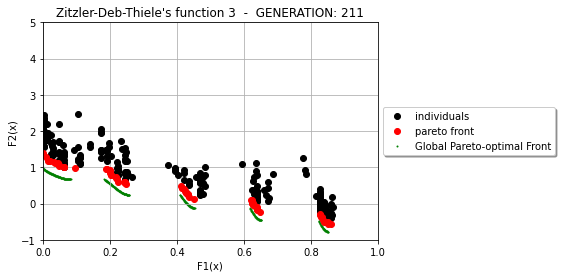 Zitzler-Deb-Thiele's function 3 - GENERATION: 211
5
4
3
2
1
0
−1
F2(x)
0.0 0.2 0.4 0.6 0.8 1.0
F1(x)
individuals
pareto front
Global Pareto-optimal Front